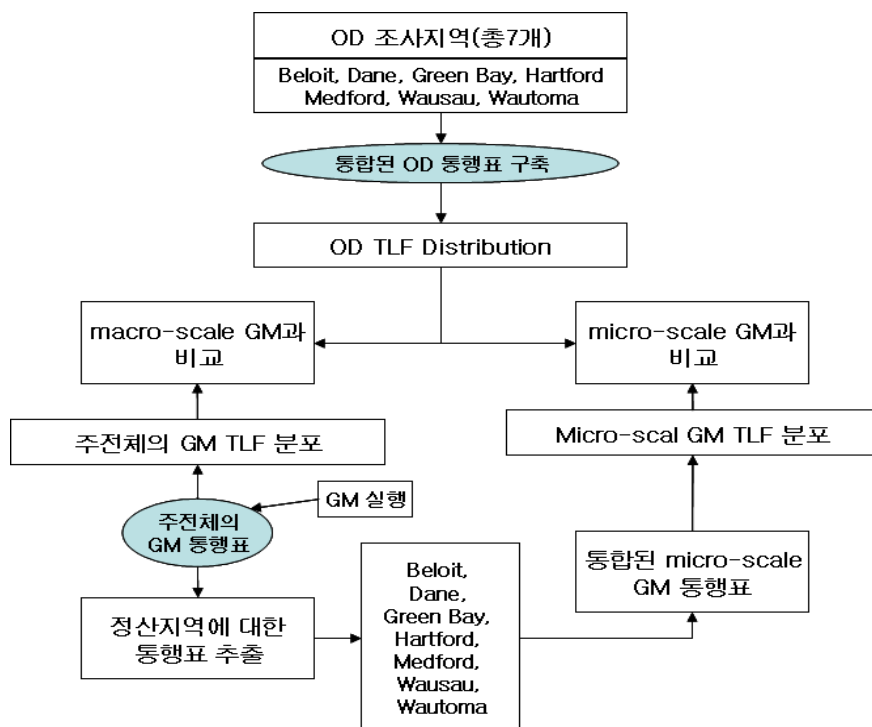 OD 조사지역(총7개)
Beloit, Dane, Green Bay, Hartford
Medford, Wausau, Wautoma
통합된 OD 통행표 구축
OD TLF Distribution
macro-scale GM과
비교
micro-scale GM과
비교
주전체의 GM TLF 분포
Micro-scal GM TLF 분포
GM 실행
주전체의
GM 통행표
통합된 micro-scale
GM 통행표
정산지역에 대한
통행표 추출
Beloit,
Dane,
Green Bay,
Hartford,
Medford,
Wausau,
Wautoma